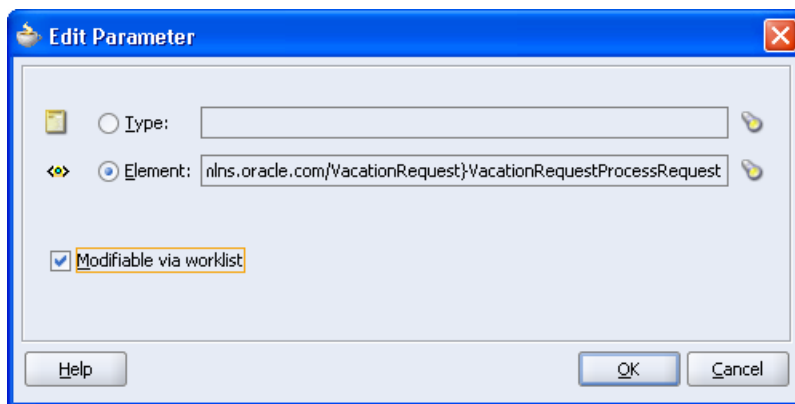 Edit Parameter
Type:
Element: nlns.oracle.com/VacationRequest}VacationRequestProcessRequest
Modifiable via worklist
Help OK Cancel